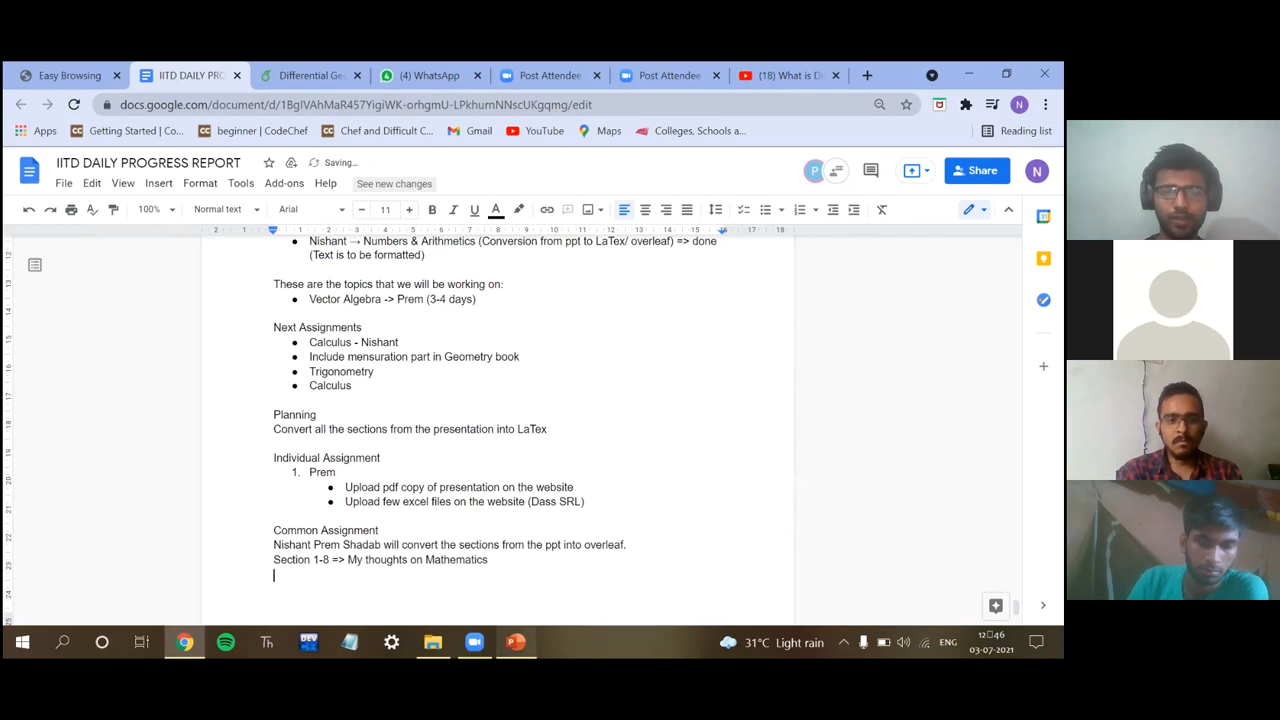 Easy Browsing
IITD DAILY PROG
Differential Ge
(4) WhatsApp
Post Attendee
Post Attendee
(18) What is Di
docs.google.com/document/d/1BgIVAhMaR457YigiWK-orhgmU-LPkhurnNNscUKgqmg/edit
Apps
Getting Started | Co...
beginner | CodeChef
Chef and Difficult C...
Gmail
YouTube
Maps
Colleges, Schools a...
Reading list
IITD DAILY PROGRESS REPORT
Saving...
File Edit View Insert Format Tools Add-ons Help
See new changes
P
Share
N
100%
Normal text
Arial
11
Nishant → Numbers & Arithmetics (Conversion from ppt to LaTex/ overleaf) => done
(Text is to be formatted)
These are the topics that we will be working on:
Vector Algebra -> Prem (3-4 days)
Next Assignments
Calculus - Nishant
Include mensuration part in Geometry book
Trigonometry
Calculus
Planning
Convert all the sections from the presentation into LaTex
Individual Assignment
1. Prem
Upload pdf copy of presentation on the website
Upload few excel files on the website (Dass SRL)
Common Assignment
Nishant Prem Shadab will convert the sections from the ppt into overleaf.
Section 1-8 => My thoughts on Mathematics
31°C Light rain
ENG
12:46
03-07-2021